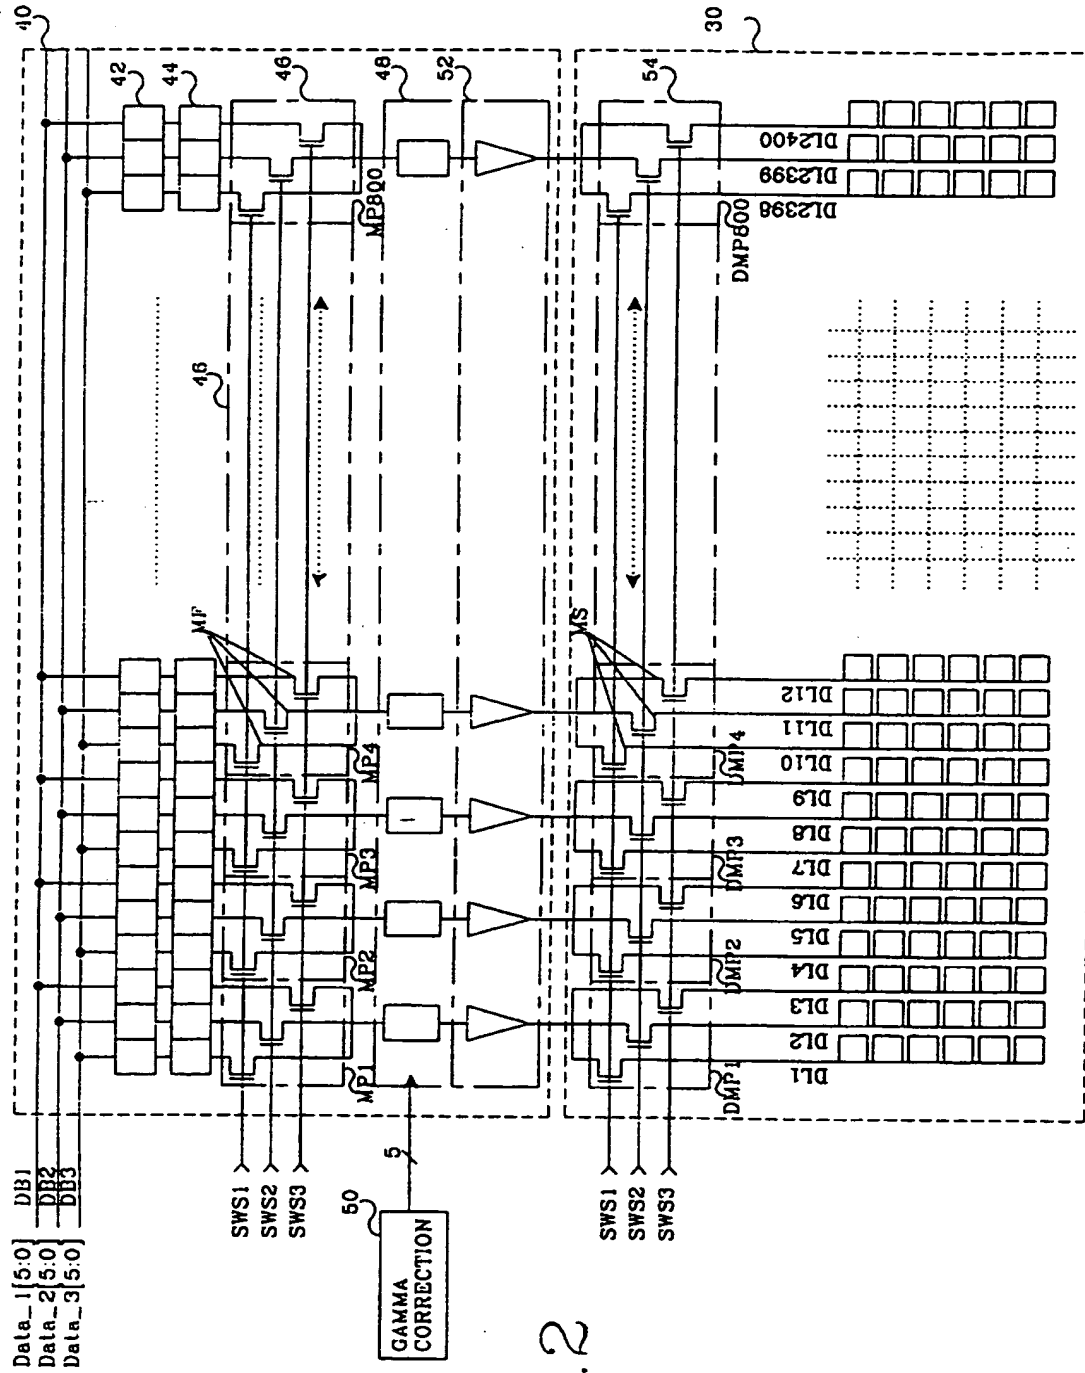 Data_1[5:0] DB1
Data_2[5:0] DB2
Data_3[5:0] DB3
40
42
44
46
46
48
52
SWS1
SWS2
SWS3
MF
MP1
MP2
MP3
MP4
MP800
50
GAMMA
CORRECTION
5
30
54
SWS1
SWS2
SWS3
MS
DMP1
DMP2
DMP3
DMP4
DMP800
DL1
DL2
DL3
DL4
DL5
DL6
DL7
DL8
DL9
DL10
DL11
DL12
DL2398
DL2399
DL2400
.2